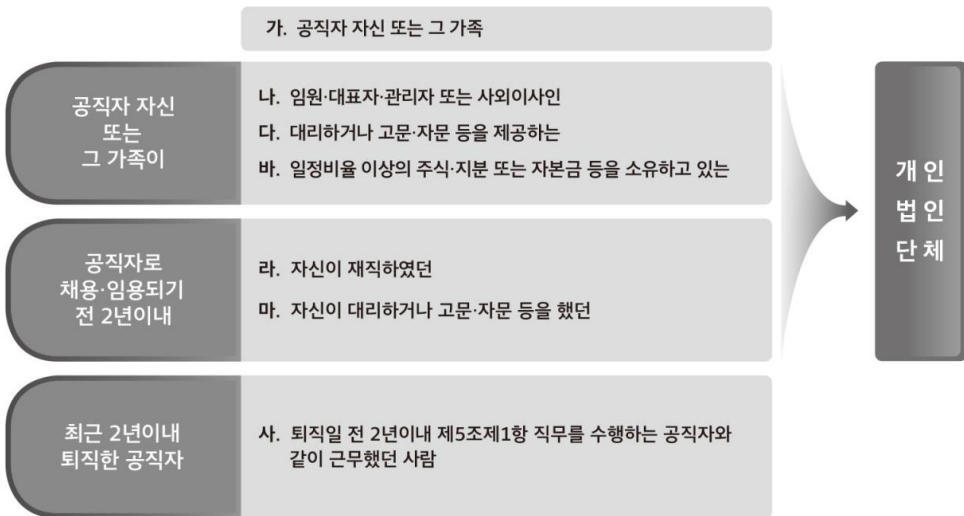 가. 공직자 자신 또는 그 가족
공직자 자신
또는
그 가족이
나. 임원·대표자·관리자 또는 사외이사인
다. 대리하거나 고문·자문 등을 제공하는
바. 일정비율 이상의 주식·지분 또는 자본금 등을 소유하고 있는
공직자로
채용·임용되기
전 2년이내
라. 자신이 재직하였던
마. 자신이 대리하거나 고문·자문 등을 했던
개인
법인
단체
최근 2년이내
퇴직한 공직자
사. 퇴직일 전 2년이내 제5조제1항 직무를 수행하는 공직자와
같이 근무했던 사람